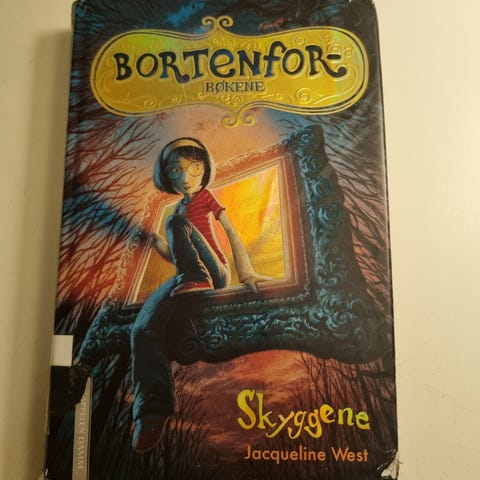 BORTENFOR-
BØKENE
Skyggene
Jacqueline West